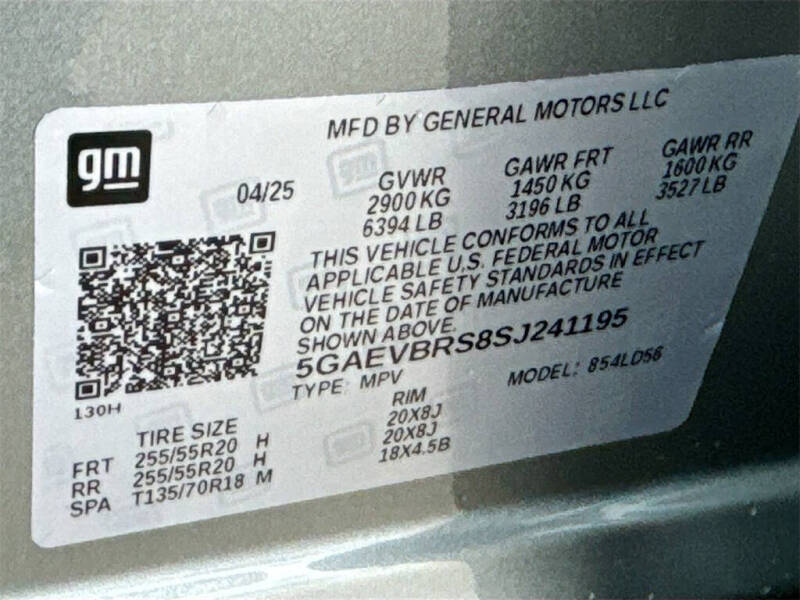 gm
MFD BY GENERAL MOTORS LLC
04/25
GVWR GAWR FRT GAWR RR
2900 KG 1450 KG 1600 KG
6394 LB 3196 LB 3527 LB
THIS VEHICLE CONFORMS TO ALL
APPLICABLE U.S. FEDERAL MOTOR
VEHICLE SAFETY STANDARDS IN EFFECT
ON THE DATE OF MANUFACTURE
SHOWN ABOVE.
5GAEVBRS8SJ241195
TYPE: MPV MODEL: 854LD56
130H
TIRE SIZE RIM
FRT 255/55R20 H 20X8J
RR 255/55R20 H 20X8J
SPA T135/70R18 M 18X4.5B